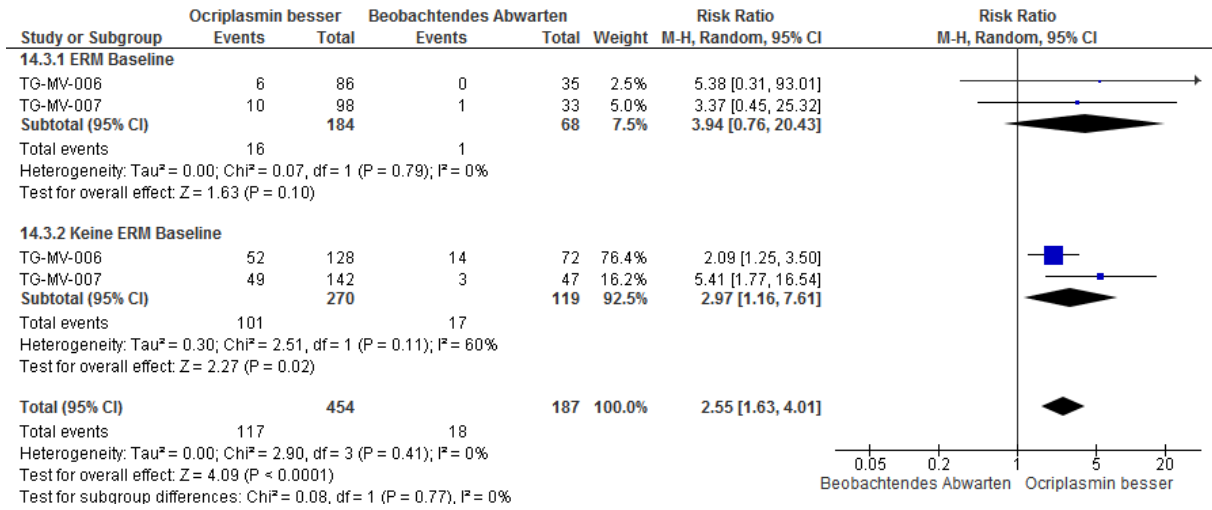 Ocriplasmin besser Beobachtendes Abwarten Risk Ratio Risk Ratio
Study or Subgroup Events Total Events Total Weight M-H, Random, 95% CI M-H, Random, 95% CI
14.3.1 ERM Baseline
TG-MV-006 6 86 0 35 2.5% 5.38 [0.31, 93.01]
TG-MV-007 10 98 1 33 5.0% 3.37 [0.45, 25.32]
Subtotal (95% CI) 184 68 7.5% 3.94 [0.76, 20.43]
Total events 16 1
Heterogeneity: Tau² = 0.00; Chi² = 0.07, df = 1 (P = 0.79); I² = 0%
Test for overall effect: Z = 1.63 (P = 0.10)
14.3.2 Keine ERM Baseline
TG-MV-006 52 128 14 72 76.4% 2.09 [1.25, 3.50]
TG-MV-007 49 142 3 47 16.2% 5.41 [1.77, 16.54]
Subtotal (95% CI) 270 119 92.5% 2.97 [1.16, 7.61]
Total events 101 17
Heterogeneity: Tau² = 0.30; Chi² = 2.51, df = 1 (P = 0.11); I² = 60%
Test for overall effect: Z = 2.27 (P = 0.02)
Total (95% CI) 454 187 100.0% 2.55 [1.63, 4.01]
Total events 117 18
Heterogeneity: Tau² = 0.00; Chi² = 2.90, df = 3 (P = 0.41); I² = 0%
Test for overall effect: Z = 4.09 (P < 0.0001)
Test for subgroup differences: Chi² = 0.08, df = 1 (P = 0.77), I² = 0%
0.05 0.2 1 5 20
Beobachtendes Abwarten Ocriplasmin besser